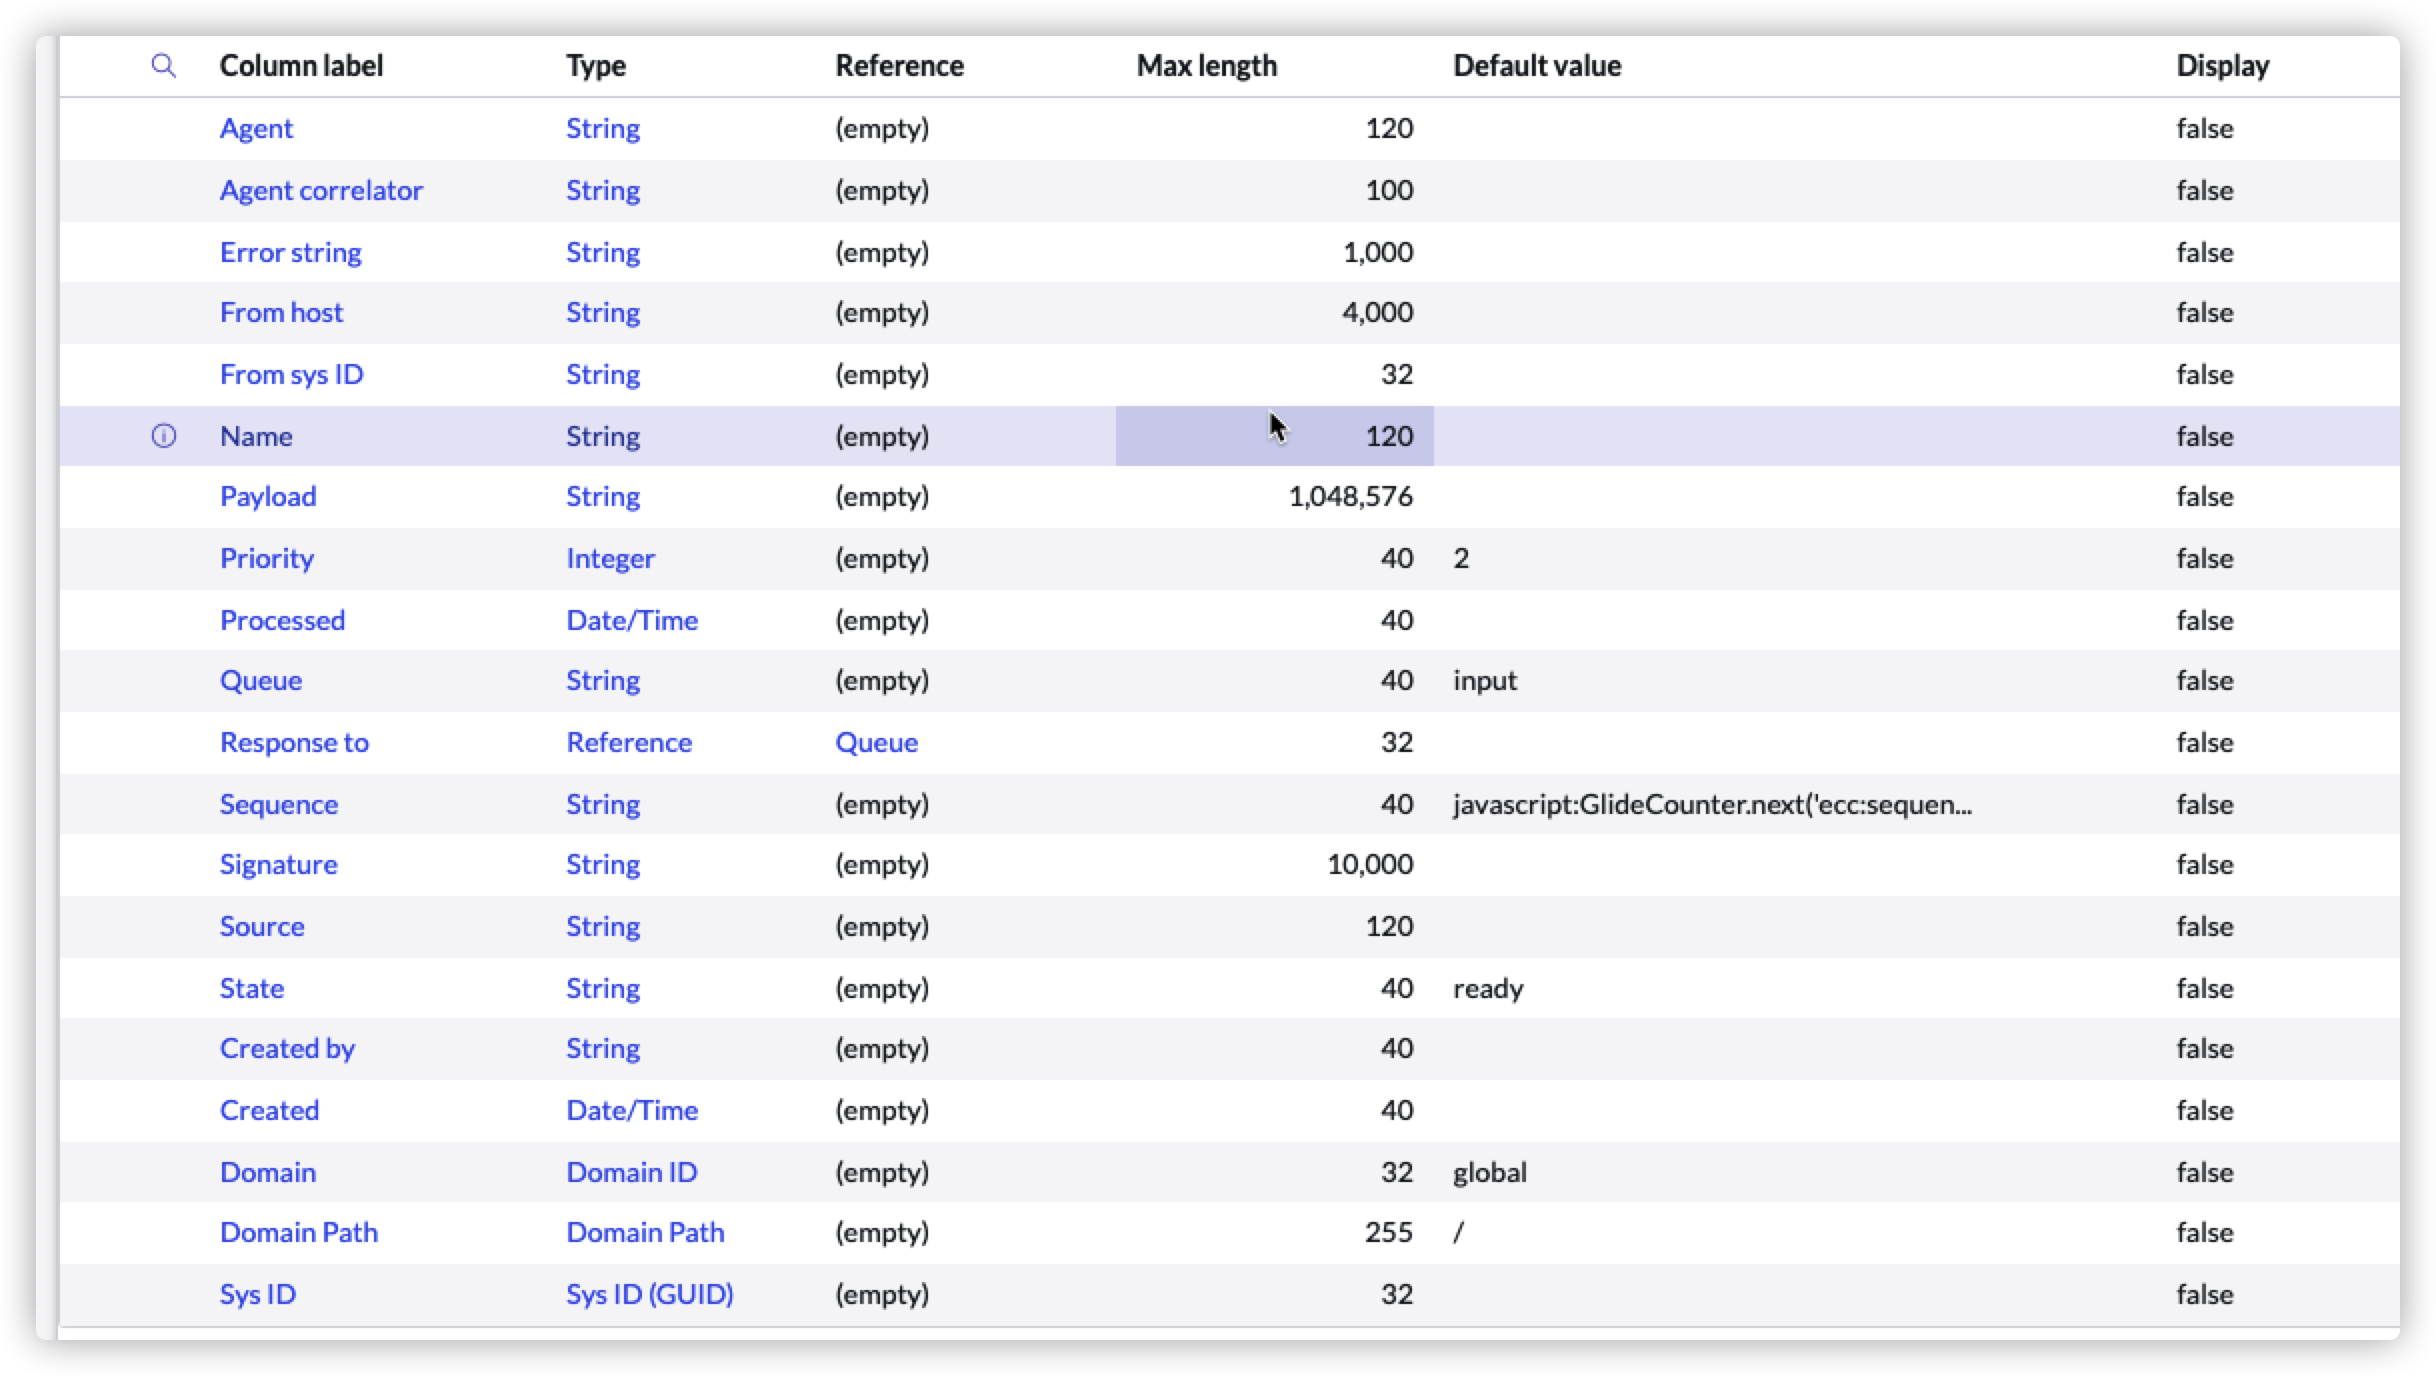 Column label Type Reference Max length Default value Display
Agent String (empty) 120 false
Agent correlator String (empty) 100 false
Error string String (empty) 1,000 false
From host String (empty) 4,000 false
From sys ID String (empty) 32 false
Name String (empty) 120 false
Payload String (empty) 1,048,576 false
Priority Integer (empty) 40 2 false
Processed Date/Time (empty) 40 false
Queue String (empty) 40 input false
Response to Reference Queue 32 false
Sequence String (empty) 40 javascript:GlideCounter.next('ecc:sequen... false
Signature String (empty) 10,000 false
Source String (empty) 120 false
State String (empty) 40 ready false
Created by String (empty) 40 false
Created Date/Time (empty) 40 false
Domain Domain ID (empty) 32 global false
Domain Path Domain Path (empty) 255 / false
Sys ID Sys ID (GUID) (empty) 32 false